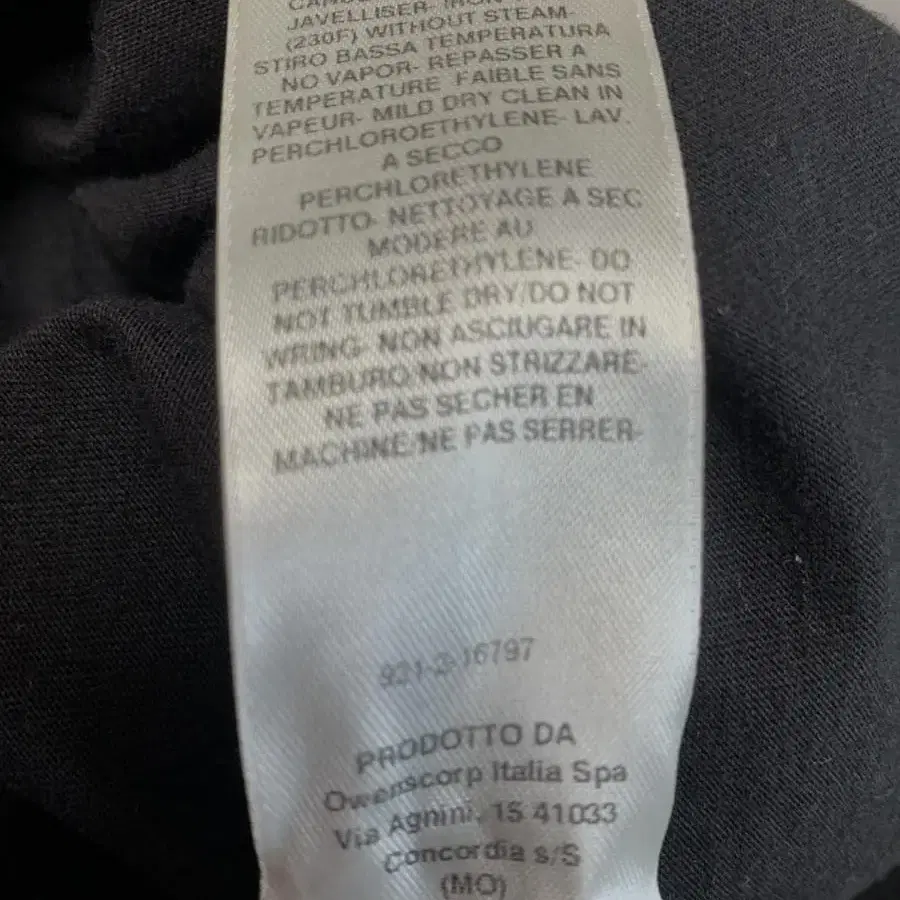 JAVELLISER- IRON
(230F) WITHOUT STEAM-
STIRO BASSA TEMPERATURA
NO VAPOR- REPASSER A
TEMPERATURE FAIBLE SANS
VAPEUR- MILD DRY CLEAN IN
PERCHLOROETHYLENE- LAV.
A SECCO
PERCHLORETHYLENE
RIDOTTO- NETTOYAGE A SEC
MODERE AU
PERCHLORETHYLENE- DO
NOT TUMBLE DRY/DO NOT
WRING- NON ASCIUGARE IN
TAMBURO/NON STRIZZARE-
NE PAS SECHER EN
MACHINE/NE PAS SERRER-
921-2-16797
PRODOTTO DA
Owenscorp Italia Spa
Via Agnini, 15 41033
Concordia s/S
(MO)